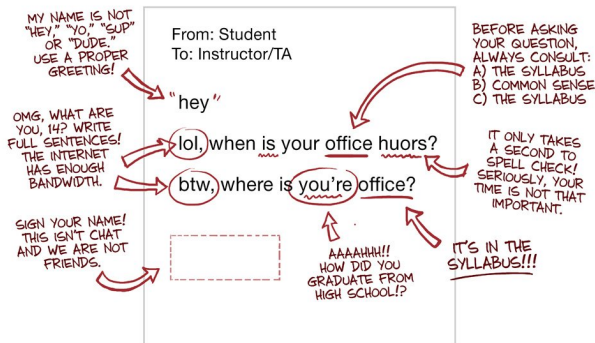 MY NAME IS NOT
"HEY," "YO," "SUP"
OR "DUDE."
USE A PROPER
GREETING!
OMG, WHAT ARE
YOU, 14? WRITE
FULL SENTENCES!
THE INTERNET
HAS ENOUGH
BANDWIDTH.
SIGN YOUR NAME!
THIS ISN'T CHAT
AND WE ARE NOT
FRIENDS.
From: Student
To: Instructor/TA
"hey"
lol, when is your office huors?
btw, where is you're office?
AAAAHHH!!
HOW DID YOU
GRADUATE FROM
HIGH SCHOOL!?
BEFORE ASKING
YOUR QUESTION,
ALWAYS CONSULT:
A) THE SYLLABUS
B) COMMON SENSE
C) THE SYLLABUS
IT ONLY TAKES
A SECOND TO
SPELL CHECK!
SERIOUSLY, YOUR
TIME IS NOT THAT
IMPORTANT.
IT'S IN THE
SYLLABUS!!!